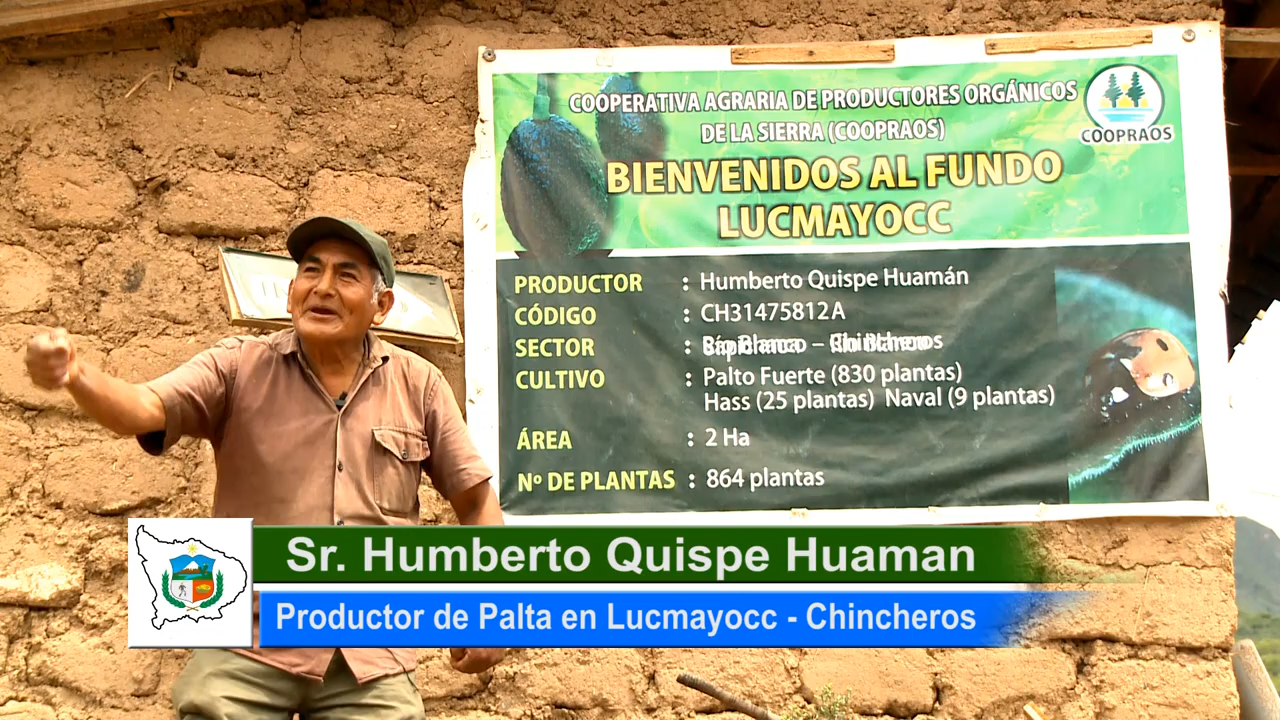 COOPERATIVA AGRARIA DE PRODUCTORES ORGÁNICOS
DE LA SIERRA (COOPRAOS)
COOPRAOS
BIENVENIDOS AL FUNDO
LUCMAYOCC
PRODUCTOR : Humberto Quispe Huamán
CÓDIGO : CH31475812A
SECTOR :
CULTIVO : Palto Fuerte (830 plantas)
Hass (25 plantas) Naval (9 plantas)
ÁREA : 2 Ha
Nº DE PLANTAS : 864 plantas
Sr. Humberto Quispe Huaman
Productor de Palta en Lucmayocc - Chincheros